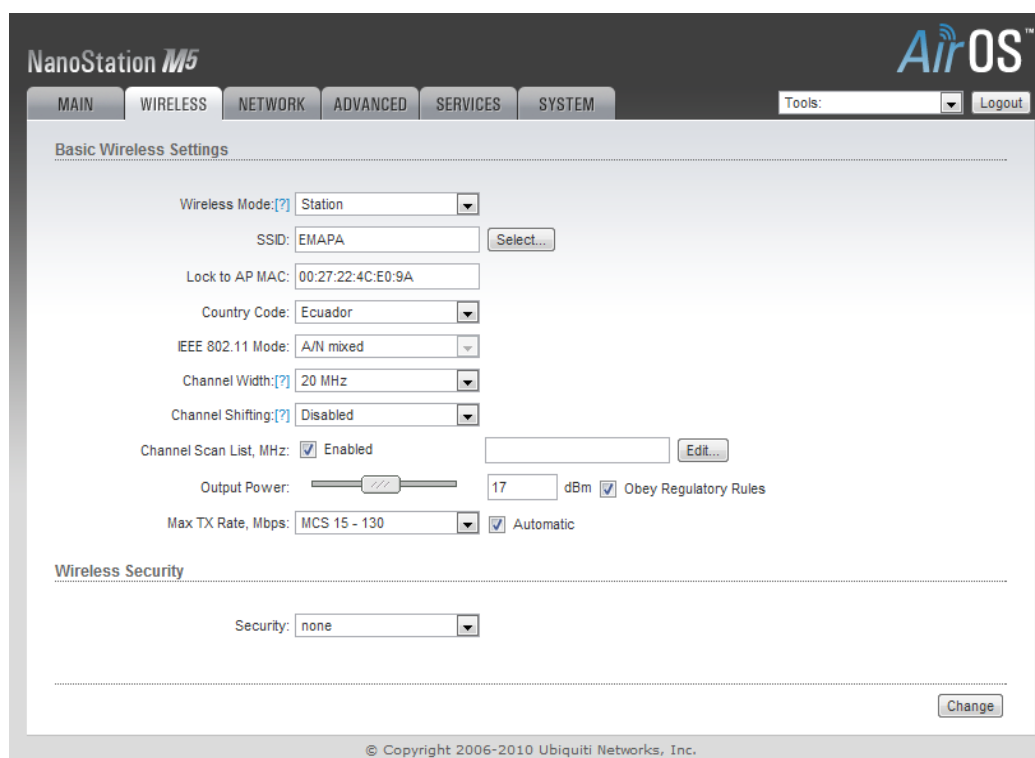 NanoStation M5
AirOS™
MAIN WIRELESS NETWORK ADVANCED SERVICES SYSTEM Tools: Logout
Basic Wireless Settings
Wireless Mode:[?] Station
SSID: EMAPA Select...
Lock to AP MAC: 00:27:22:4C:E0:9A
Country Code: Ecuador
IEEE 802.11 Mode: A/N mixed
Channel Width:[?] 20 MHz
Channel Shifting:[?] Disabled
Channel Scan List, MHz: Enabled Edit...
Output Power: 17 dBm Obey Regulatory Rules
Max TX Rate, Mbps: MCS 15 - 130 Automatic
Wireless Security
Security: none
Change
© Copyright 2006-2010 Ubiquiti Networks, Inc.